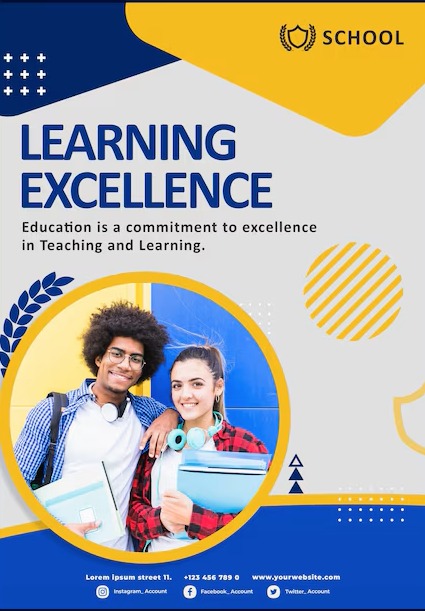 SCHOOL
LEARNING
EXCELLENCE
Education is a commitment to excellence
in Teaching and Learning.
Lorem Ipsum street 11. +123 456 789 0 www.yourwebsite.com
Instagram_Account Facebook_Account Twitter_Account